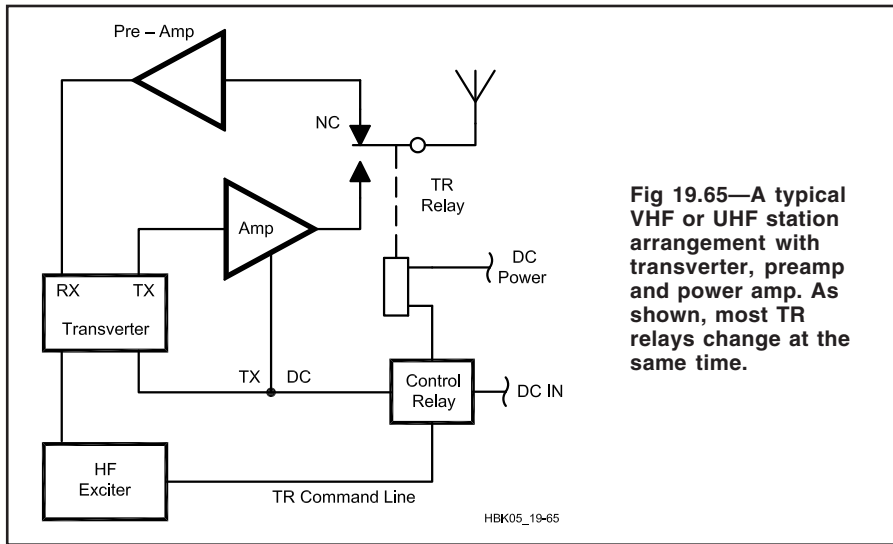 Pre – Amp
NC
TR
Relay
Amp
DC
Power
RX TX
Transverter
TX DC
Control
Relay
DC IN
HF
Exciter
TR Command Line
HBK05_19-65
Fig 19.65—A typical
VHF or UHF station
arrangement with
transverter, preamp
and power amp. As
shown, most TR
relays change at the
same time.